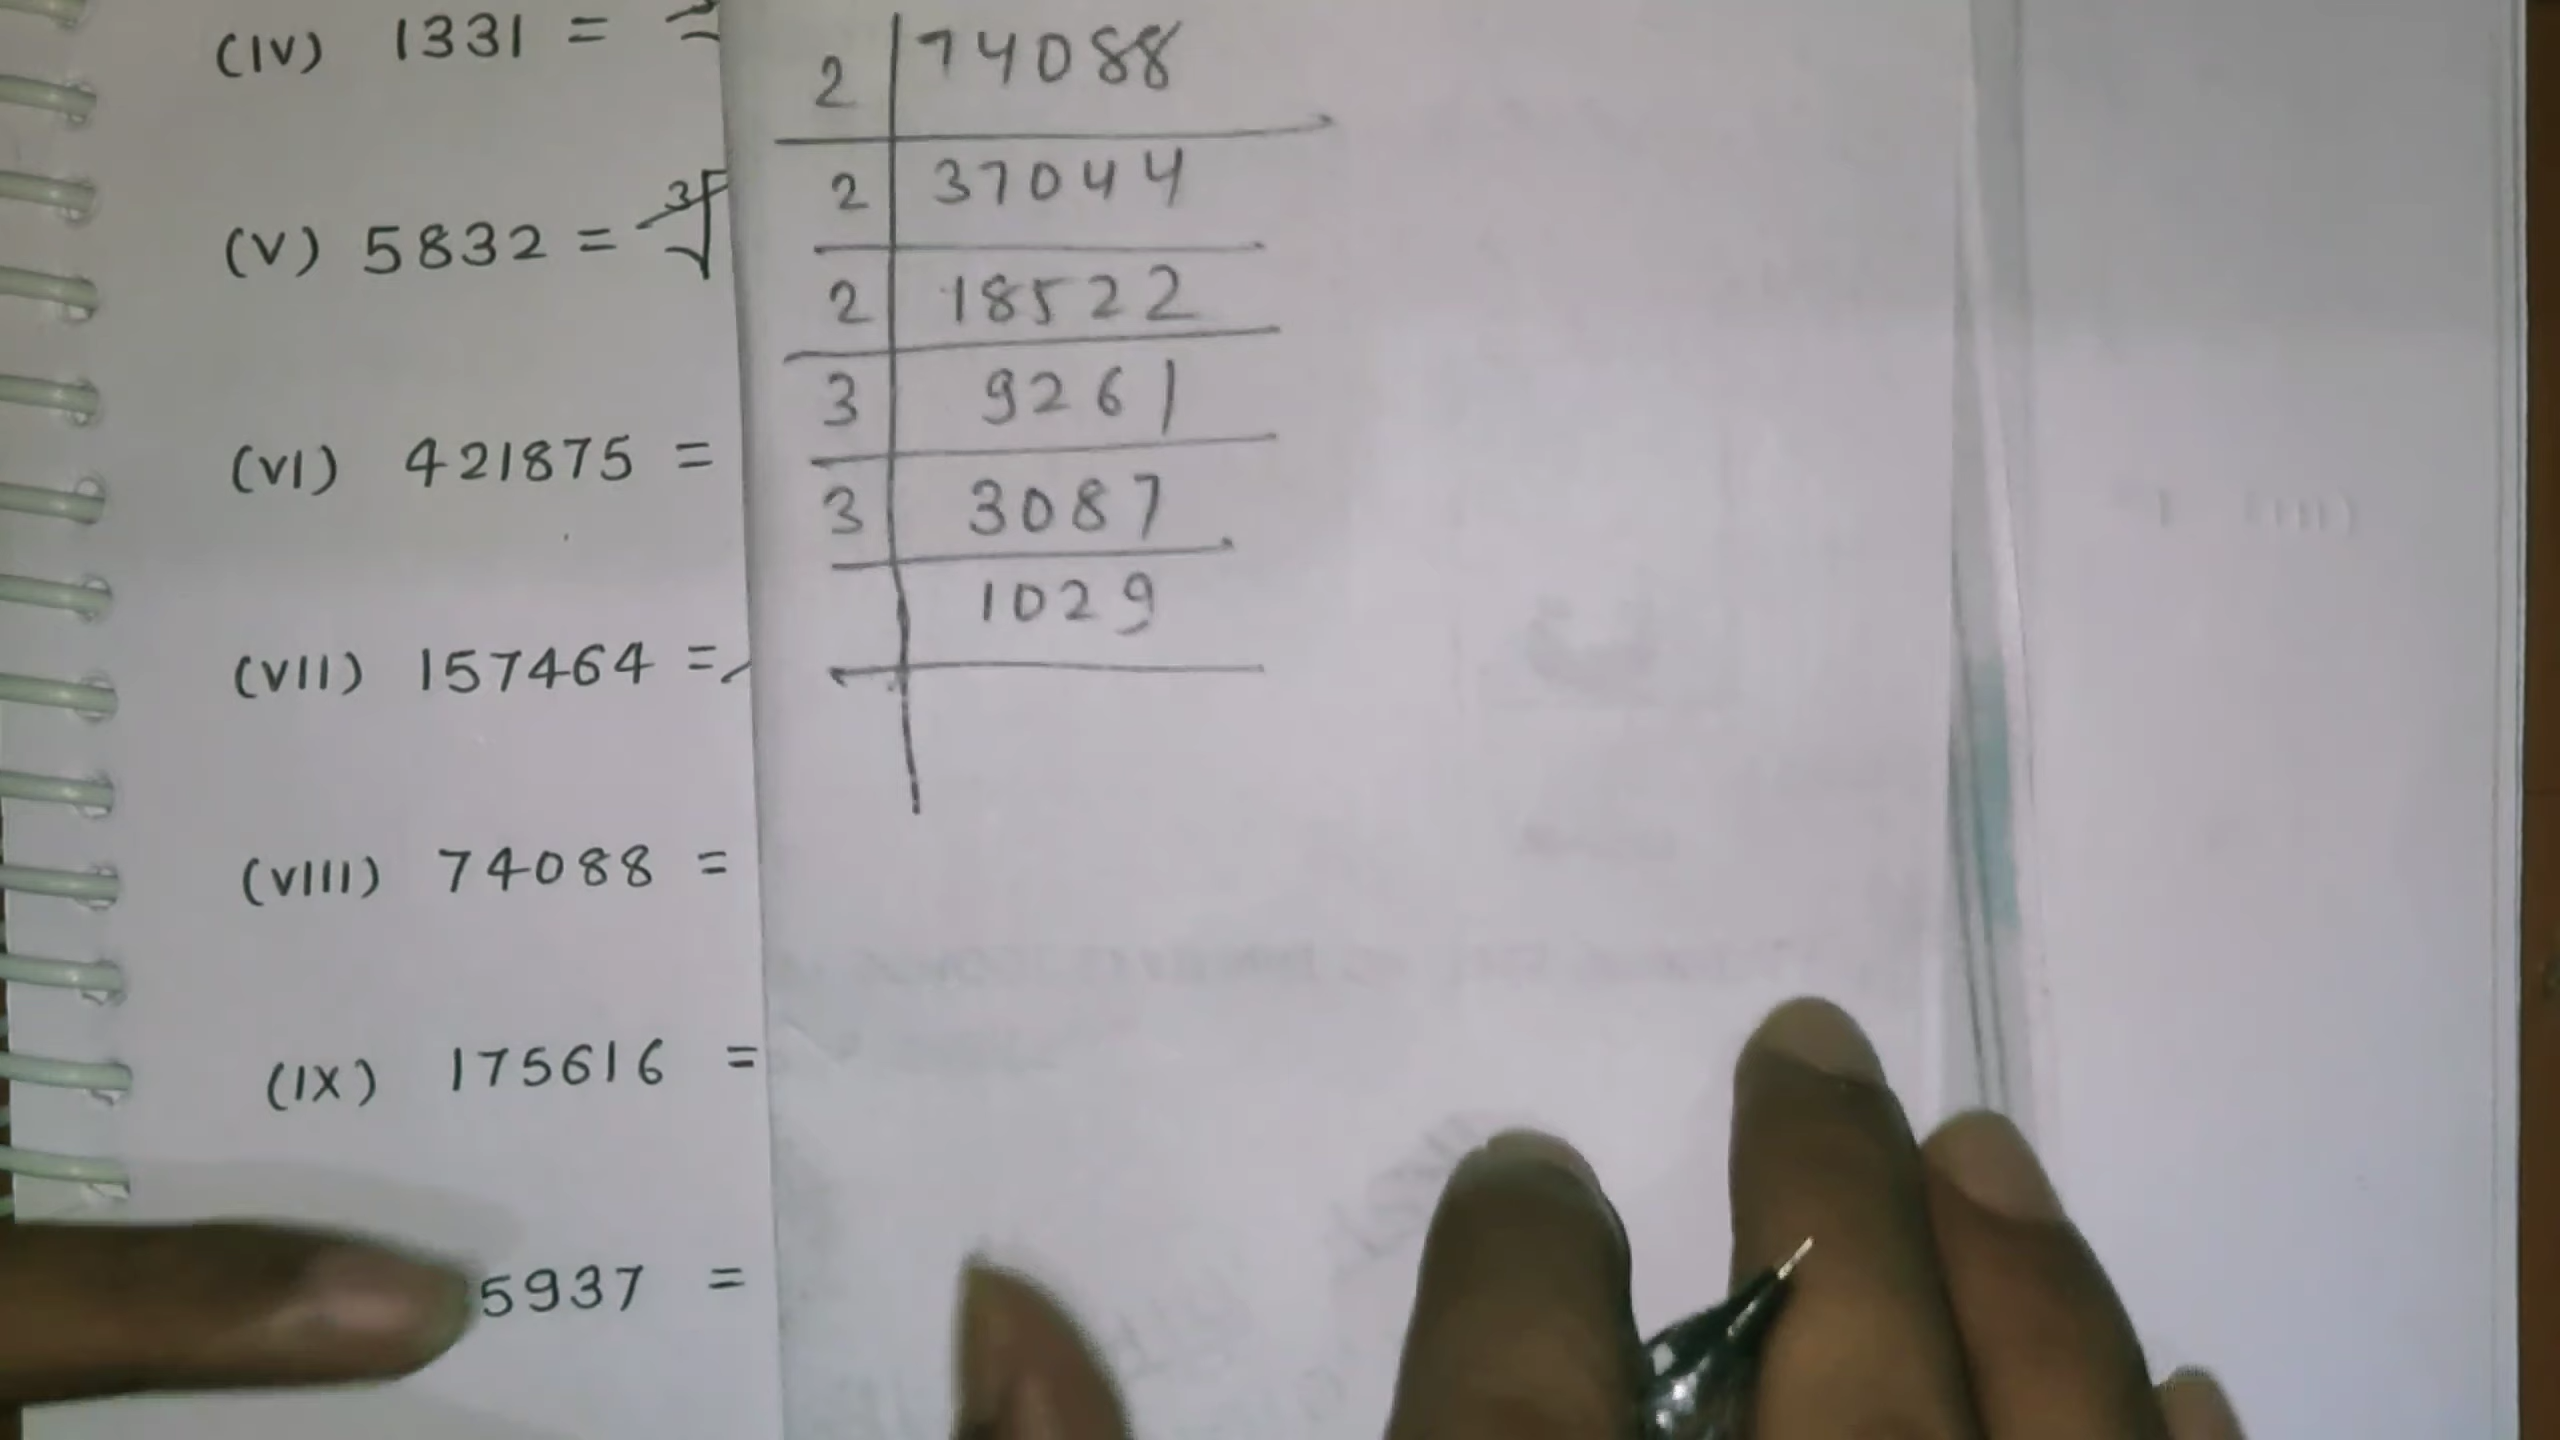 (IV) 1331 =
(V) 5832 = ∛
(VI) 421875 =
(VII) 157464 =
(VIII) 74088 =
(IX) 175616 =
5937 =
2 | 74088
2 | 37044
2 | 18522
3 | 9261
3 | 3087
1029